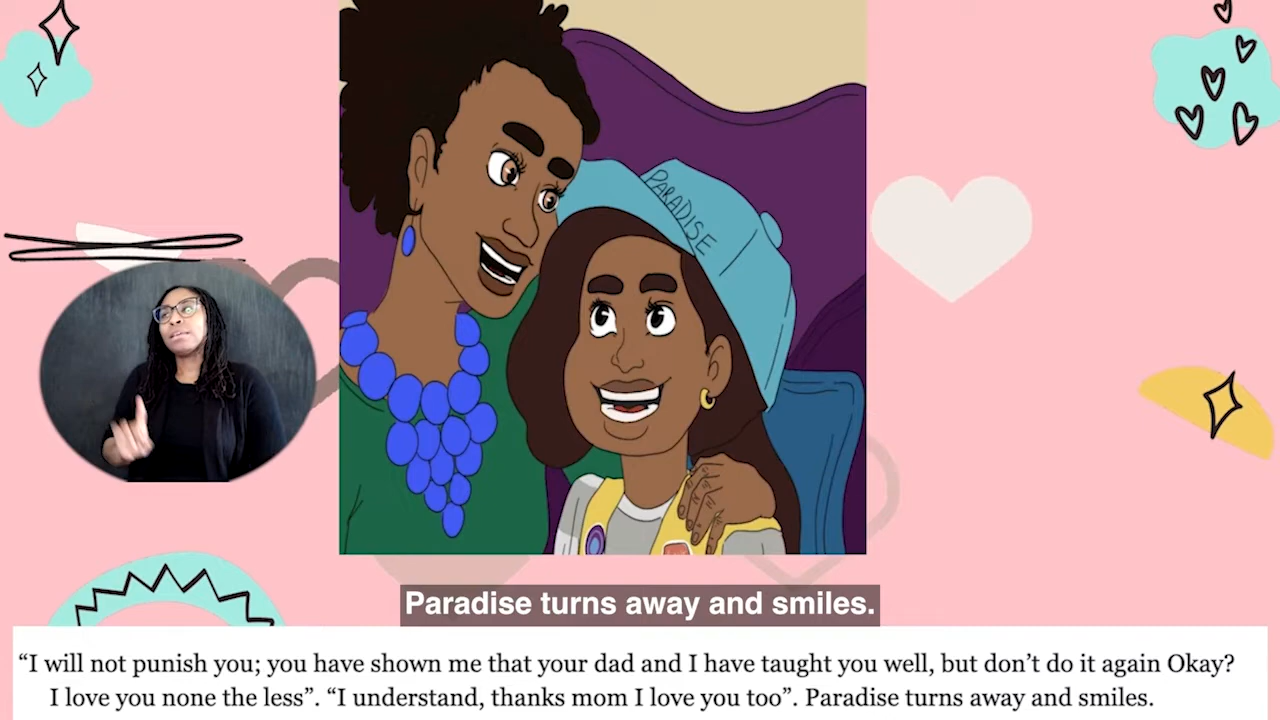 PARADISE
Paradise turns away and smiles.
“I will not punish you; you have shown me that your dad and I have taught you well, but don’t do it again Okay?
I love you none the less”. “I understand, thanks mom I love you too”. Paradise turns away and smiles.